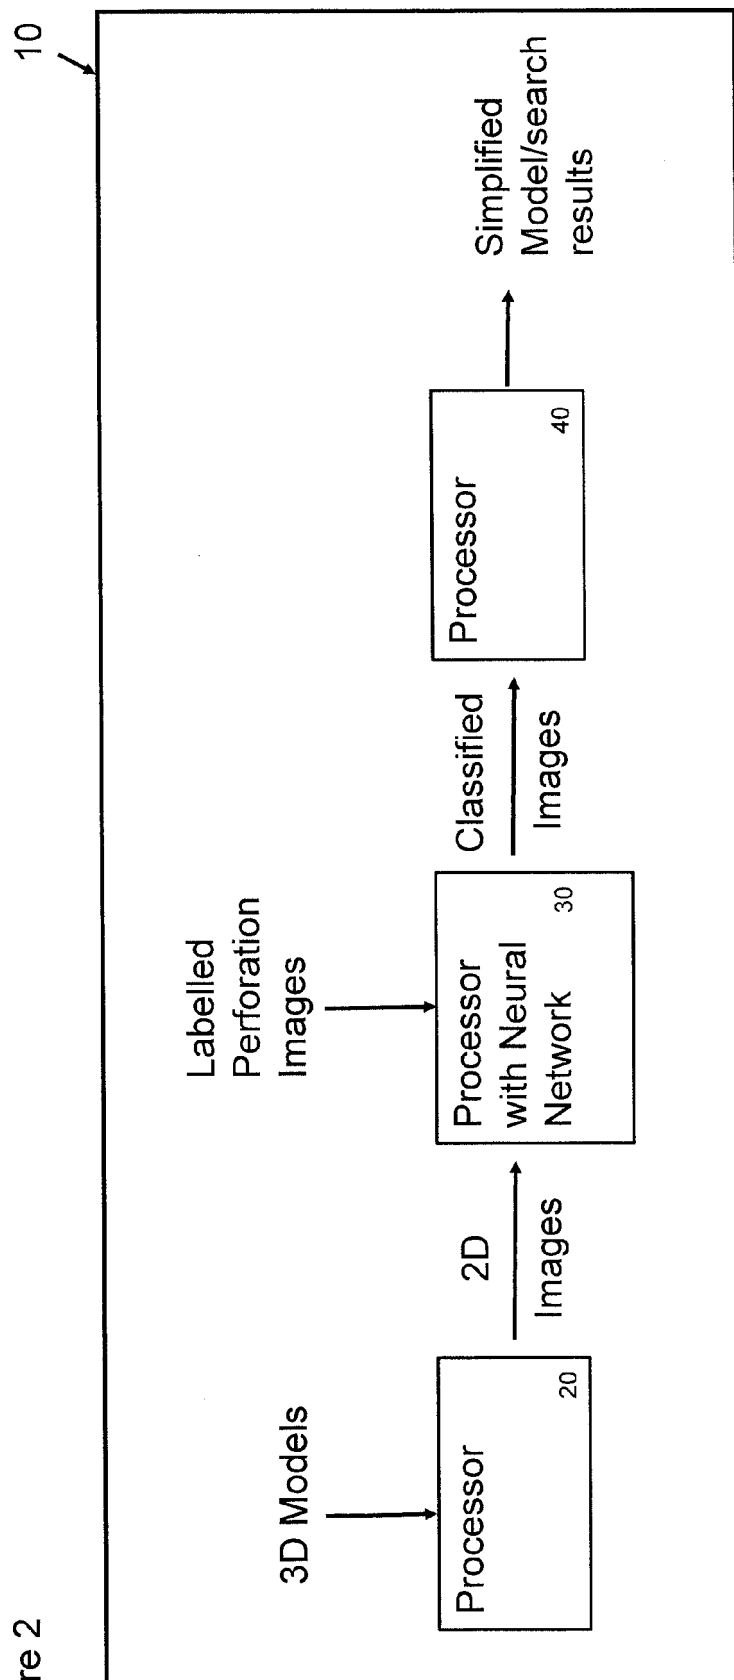 re 2
10
3D Models
Processor
20
2D
Images
Labelled
Perforation
Images
Processor
with Neural
Network
30
Classified
Images
Processor
40
Simplified
Model/search
results